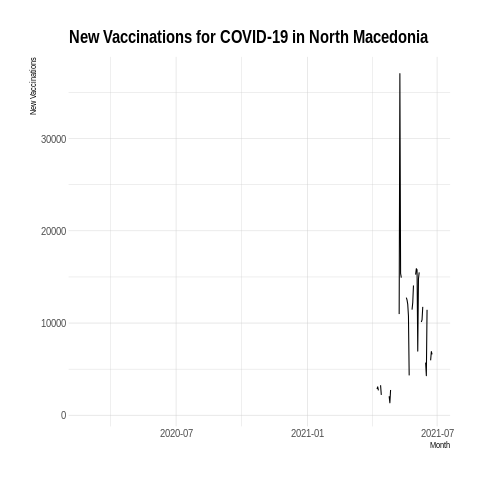 New Vaccinations for COVID-19 in North Macedonia
New Vaccinations
30000
20000
10000
0
2020-07
2021-01
2021-07
Month